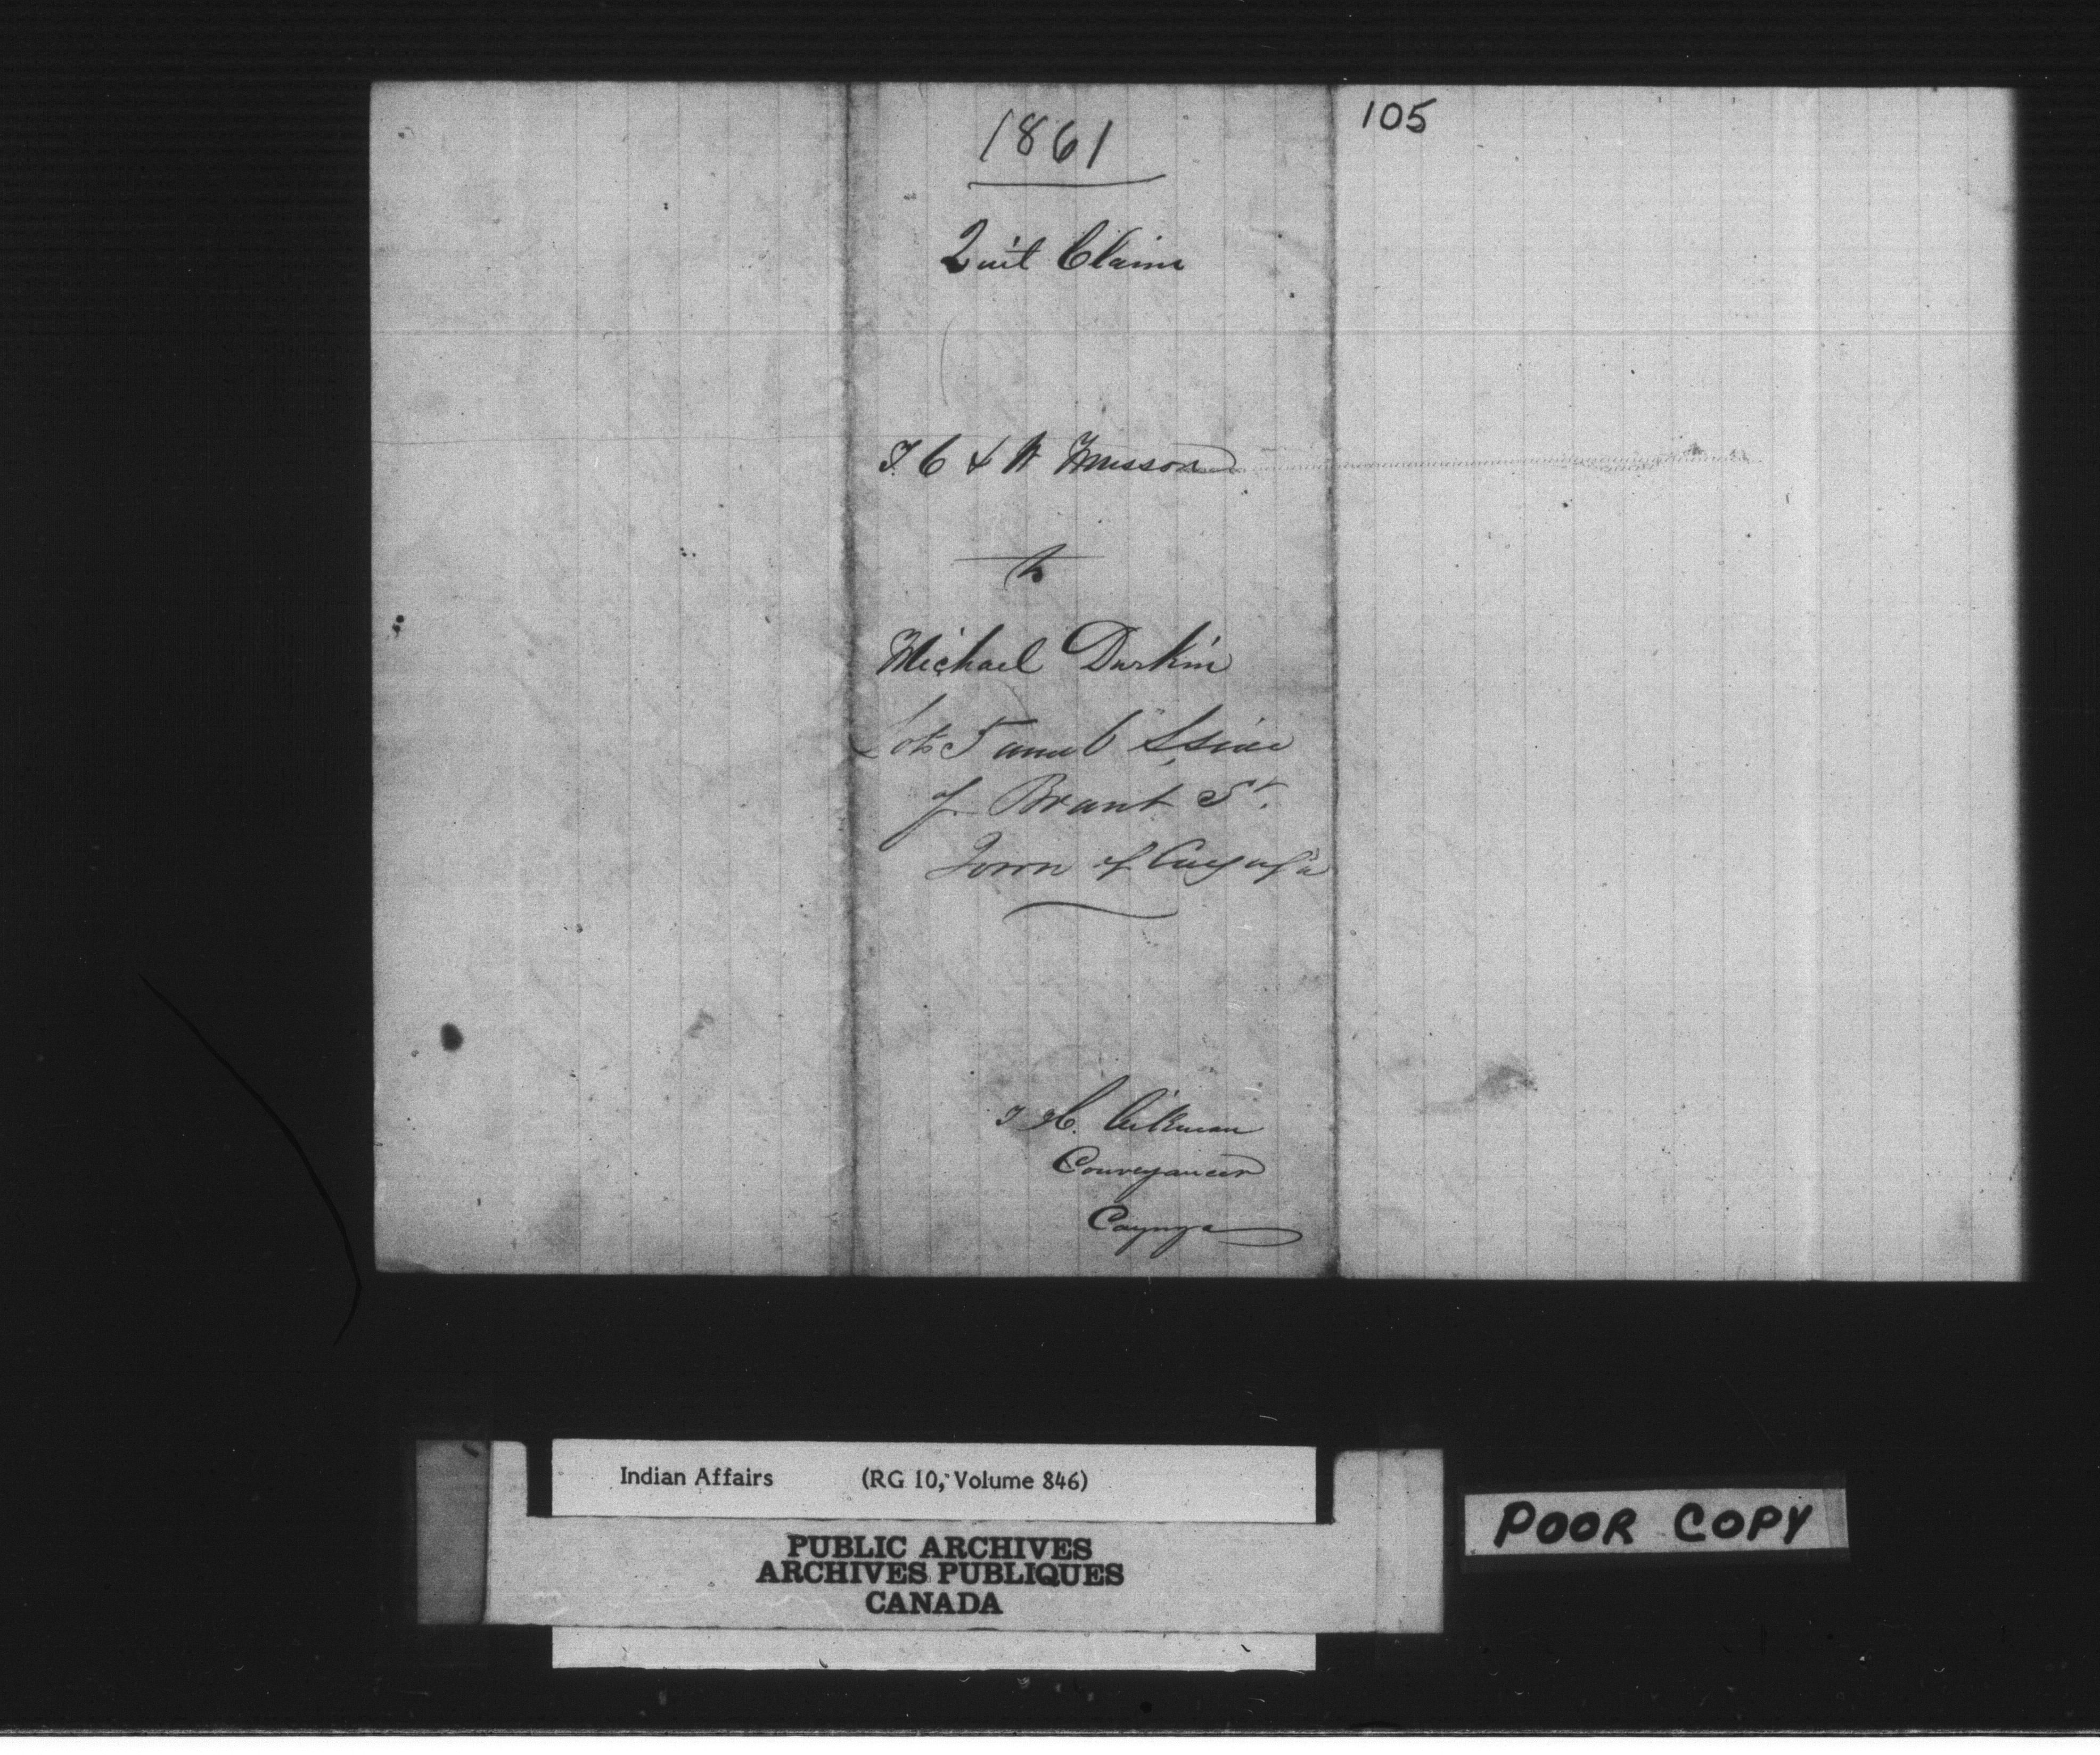 1861
105
Quit Claim
T. C & W Musson
to
Michael Durkin
Lots 5 and 6 S side
of Brant St.
Town of Cayuga
T H. Aikman
Conveyancer
Cayuga
Indian Affairs (RG 10, Volume 846)
PUBLIC ARCHIVES
ARCHIVES PUBLIQUES
CANADA
POOR COPY